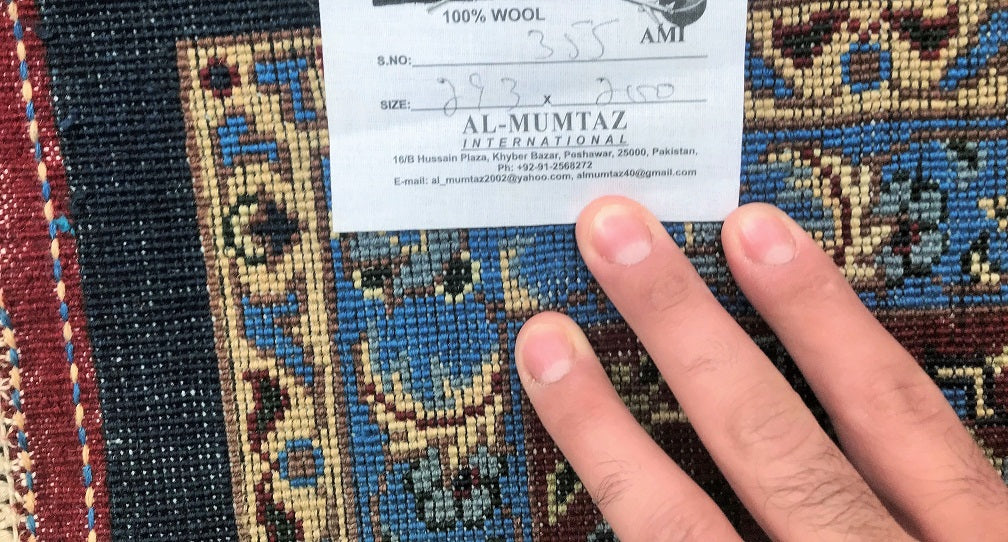 100% WOOL
AMI
S.NO: 355
SIZE: 293 x 200
AL-MUMTAZ
INTERNATIONAL
16/B Hussain Plaza, Khyber Bazar, Peshawar, 25000, Pakistan,
Ph: +92-91-2568272
E-mail: al_mumtaz2002@yahoo.com, almumtaz40@gmail.com